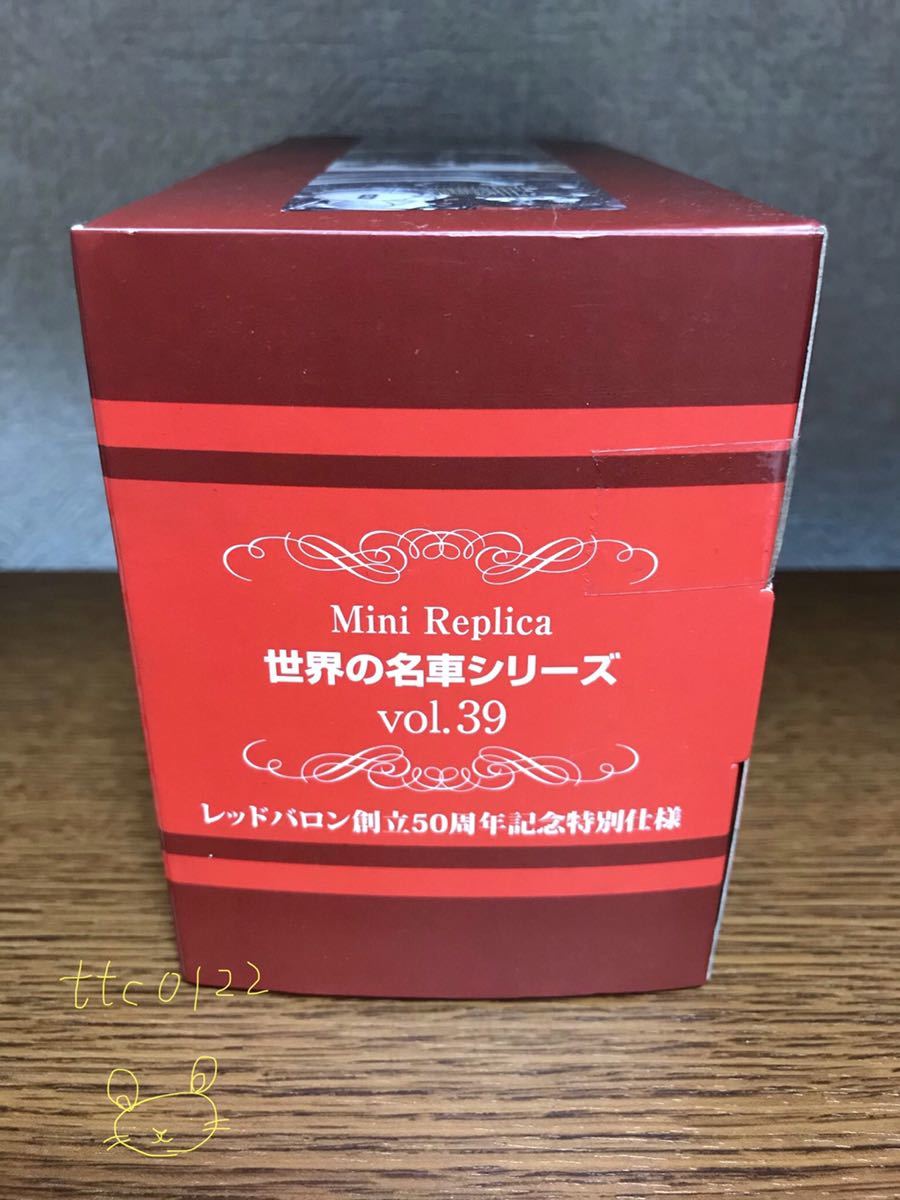 Mini Replica
世界の名車シリーズ
vol.39
レッドバロン創立50周年記念特別仕様
ttc0122